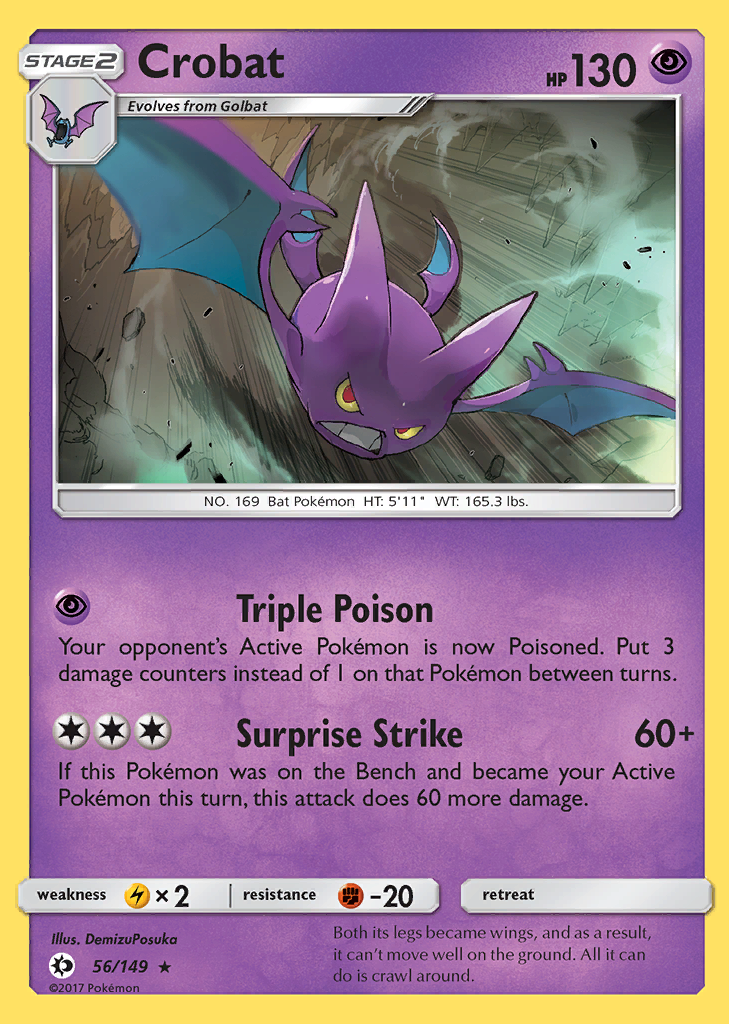 STAGE2 Crobat HP 130
Evolves from Golbat
NO. 169 Bat Pokémon HT: 5'11" WT: 165.3 lbs.
Triple Poison
Your opponent's Active Pokémon is now Poisoned. Put 3
damage counters instead of 1 on that Pokémon between turns.
Surprise Strike 60+
If this Pokémon was on the Bench and became your Active
Pokémon this turn, this attack does 60 more damage.
weakness ×2 resistance -20 retreat
Illus. DemizuPosuka
56/149 ★
©2017 Pokémon
Both its legs became wings, and as a result,
it can't move well on the ground. All it can
do is crawl around.